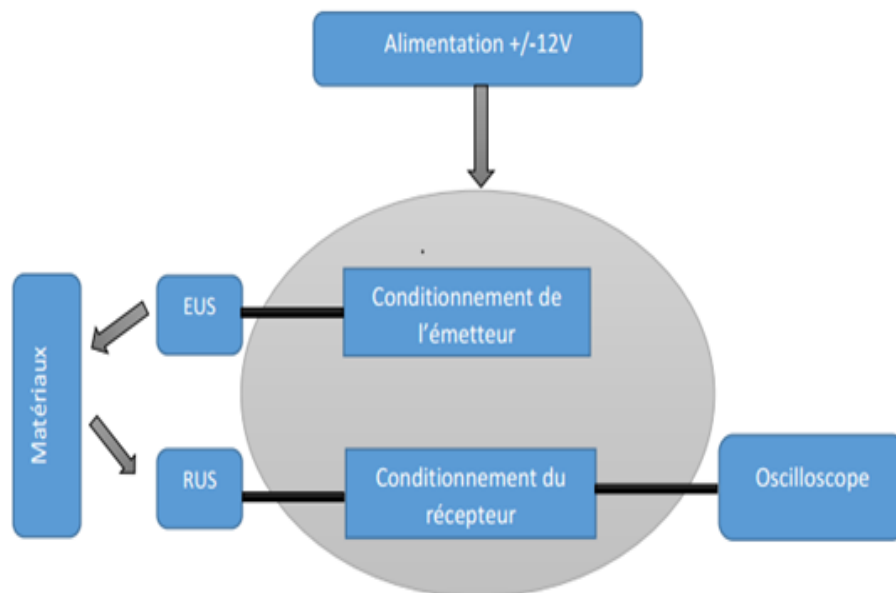 Alimentation +/-12V
EUS
Conditionnement de
l'émetteur
Matériaux
RUS
Conditionnement du
récepteur
Oscilloscope